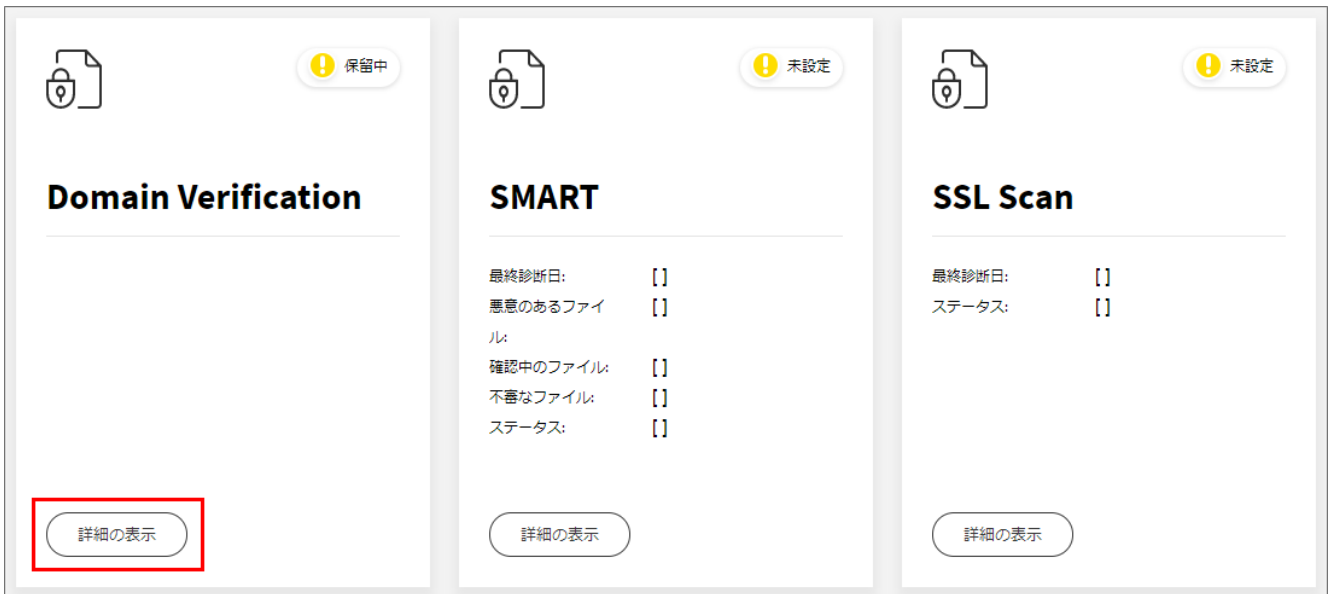 保留中
Domain Verification
詳細の表示
未設定
SMART
最終診断日: [ ]
悪意のあるファイ [ ]
ル:
確認中のファイル: [ ]
不審なファイル: [ ]
ステータス: [ ]
詳細の表示
未設定
SSL Scan
最終診断日: [ ]
ステータス: [ ]
詳細の表示